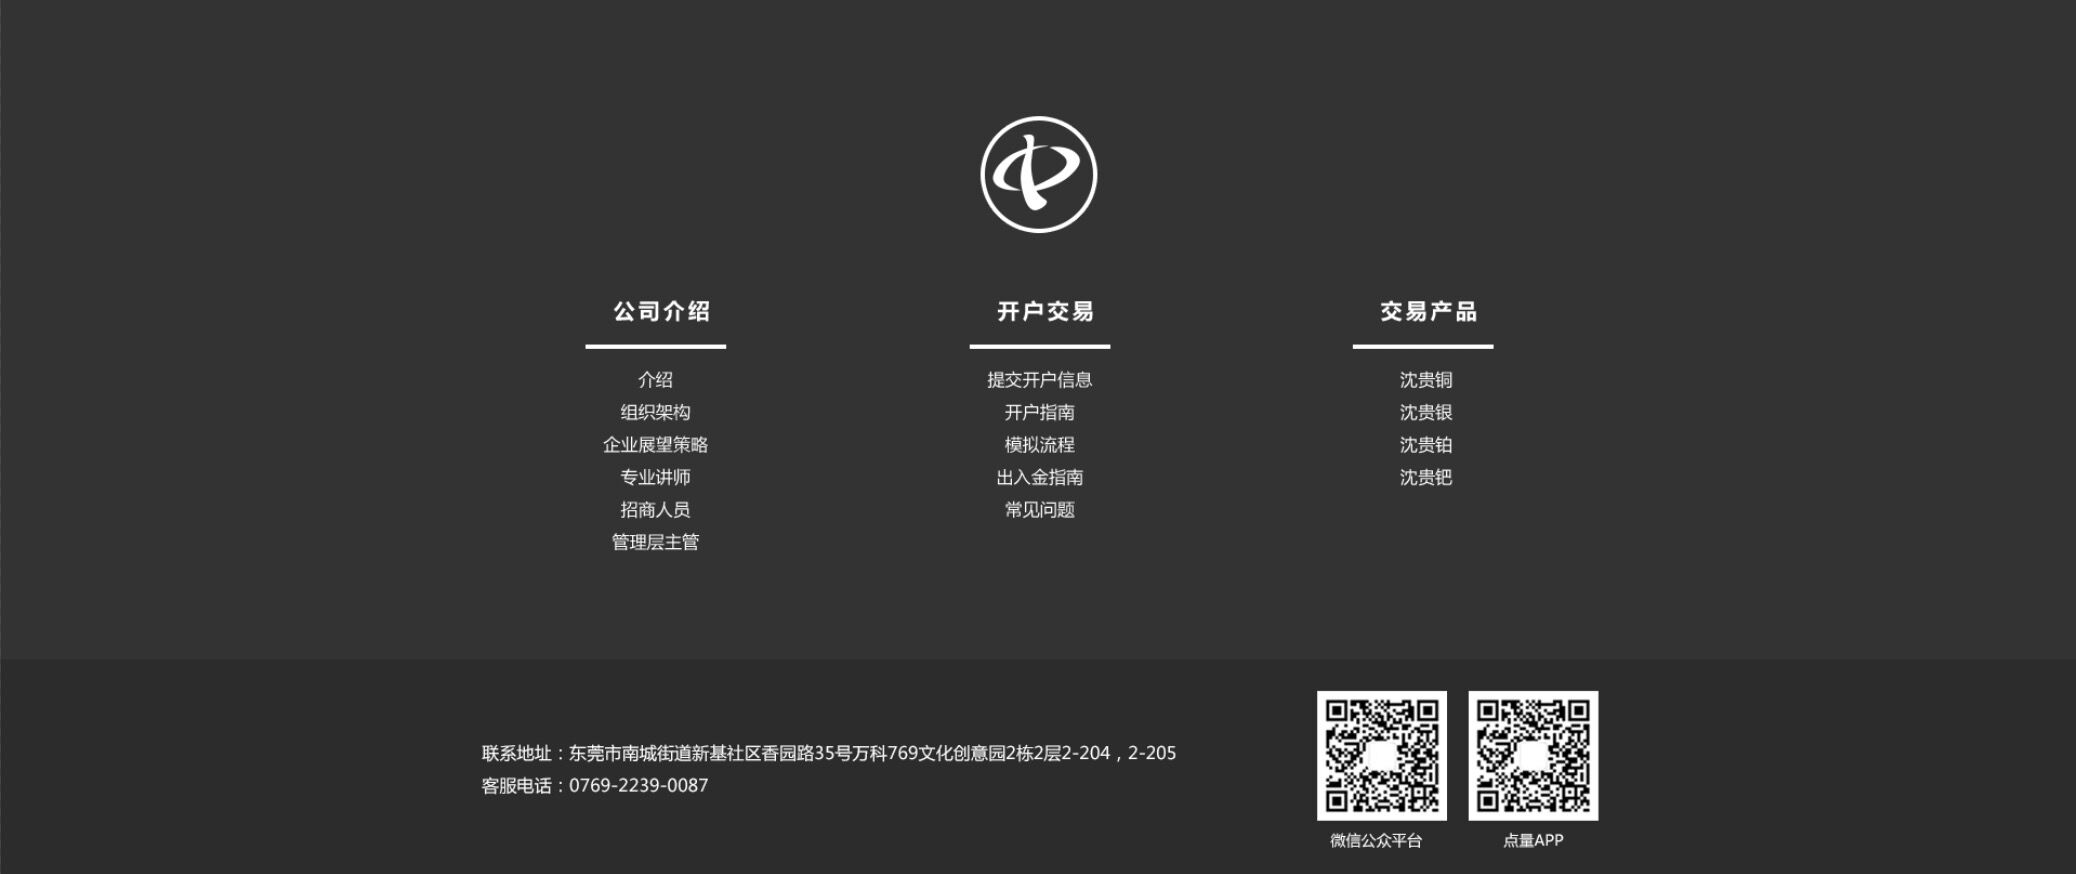 公司介绍
介绍
组织架构
企业展望策略
专业讲师
招商人员
管理层主管
开户交易
提交开户信息
开户指南
模拟流程
出入金指南
常见问题
交易产品
沈贵铜
沈贵银
沈贵铂
沈贵钯
联系地址：东莞市南城街道新基社区香园路35号万科769文化创意园2栋2层2-204，2-205
客服电话：0769-2239-0087
微信公众平台
点量APP